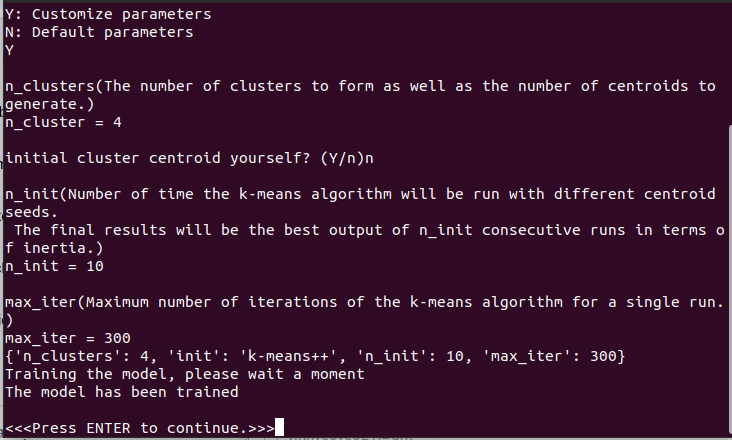 Y: Customize parameters
N: Default parameters
Y
n_clusters(The number of clusters to form as well as the number of centroids to
generate.)
n_cluster = 4
initial cluster centroid yourself? (Y/n)n
n_init(Number of time the k-means algorithm will be run with different centroid
seeds.
The final results will be the best output of n_init consecutive runs in terms o
f inertia.)
n_init = 10
max_iter(Maximum number of iterations of the k-means algorithm for a single run.
)
max_iter = 300
{'n_clusters': 4, 'init': 'k-means++', 'n_init': 10, 'max_iter': 300}
Training the model, please wait a moment
The model has been trained
<<<Press ENTER to continue.>>>